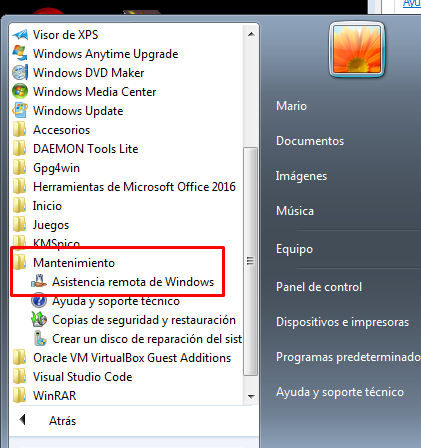 Ayu
Visor de XPS
Windows Anytime Upgrade
Windows DVD Maker
Windows Media Center
Windows Update
Accesorios
DAEMON Tools Lite
Gpg4win
Herramientas de Microsoft Office 2016
Inicio
Juegos
KMSpico
Mantenimiento
Asistencia remota de Windows
Ayuda y soporte técnico
Copias de seguridad y restauración
Crear un disco de reparación del sist
Oracle VM VirtualBox Guest Additions
Visual Studio Code
WinRAR
Atrás
Mario
Documentos
Imágenes
Música
Equipo
Panel de control
Dispositivos e impresoras
Programas predeterminado
Ayuda y soporte técnico